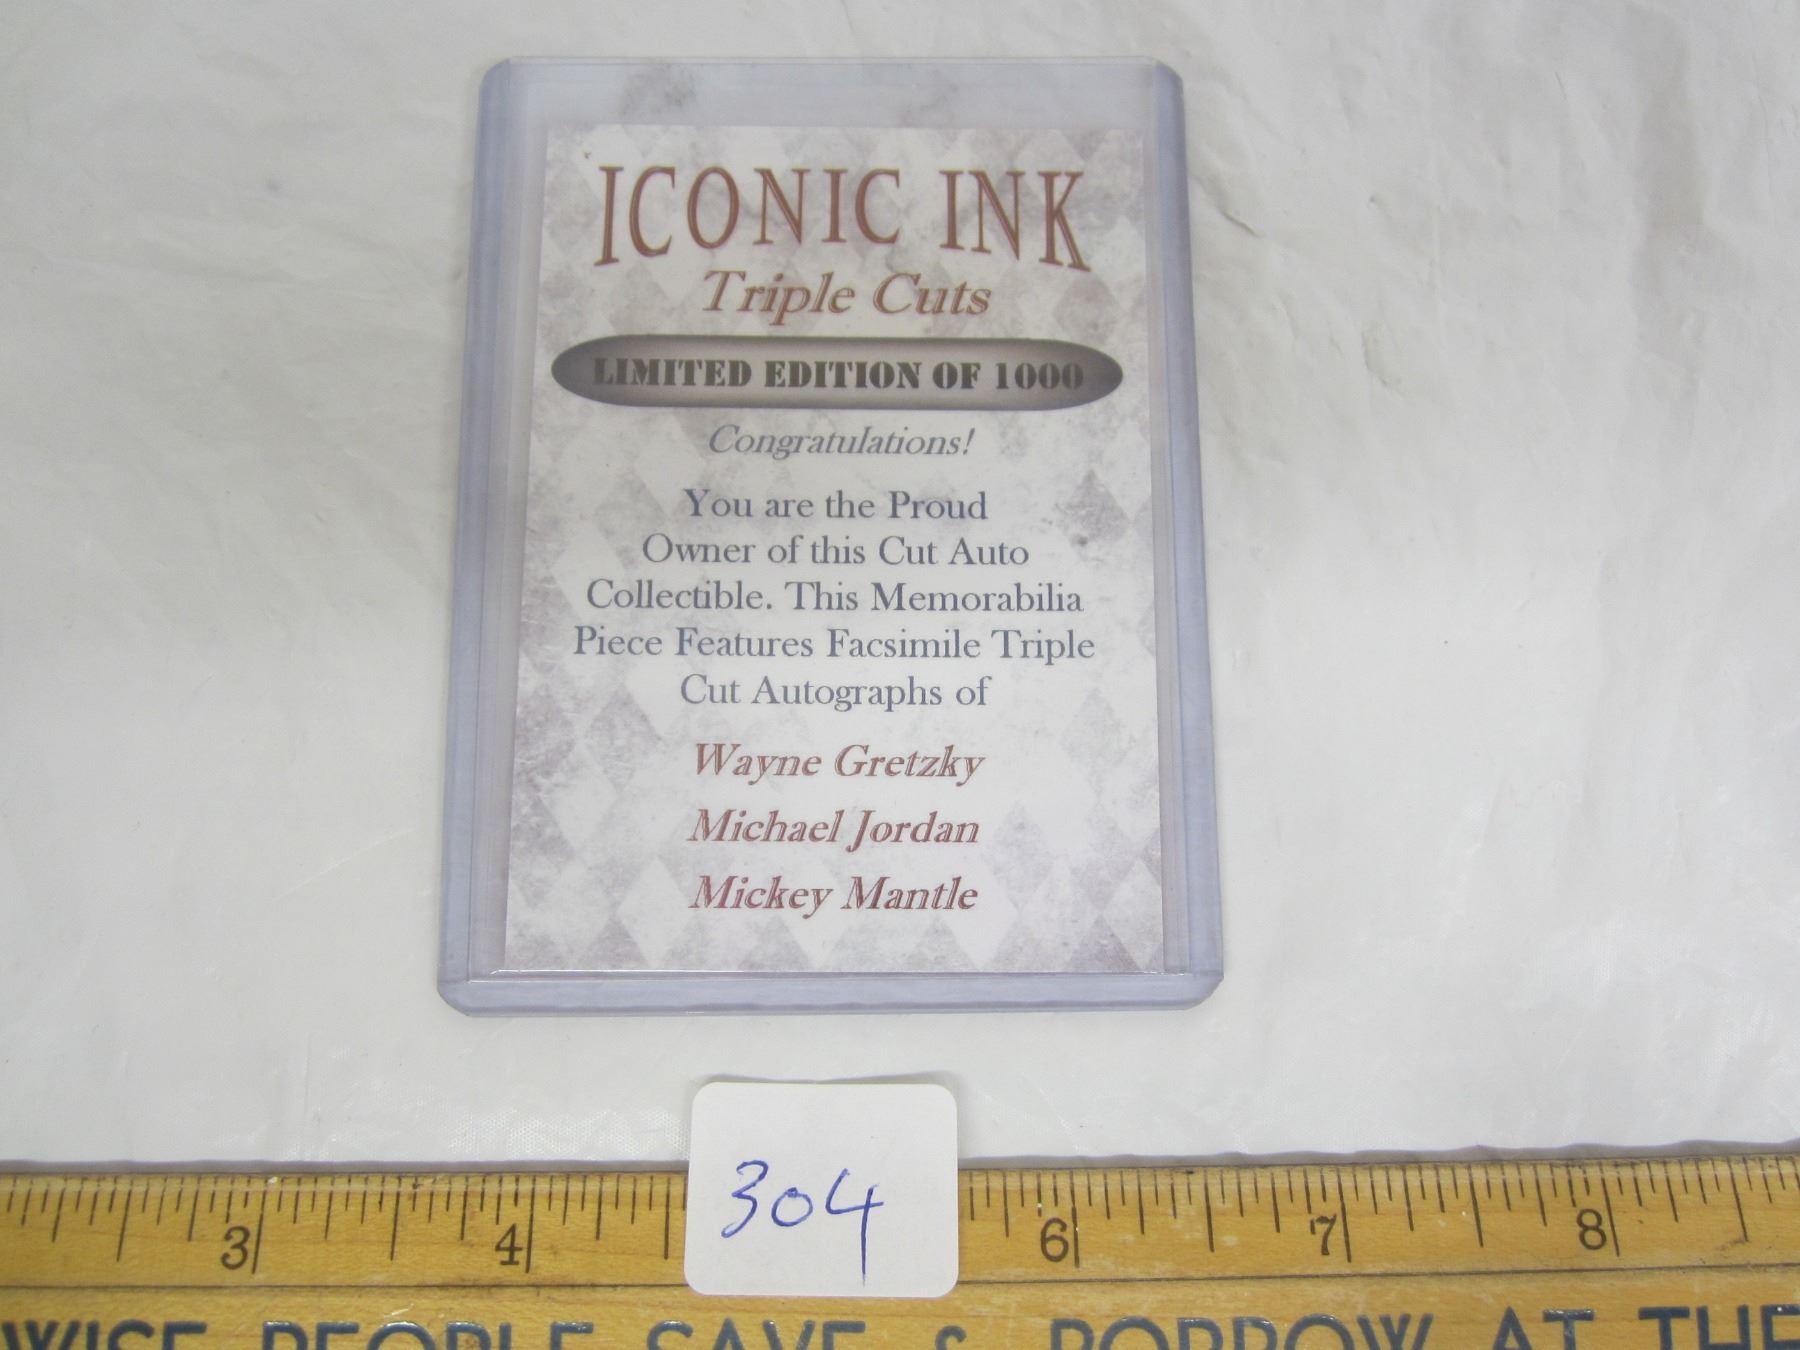 ICONIC INK
Triple Cuts
LIMITED EDITION OF 1000
Congratulations!
You are the Proud
Owner of this Cut Auto
Collectible. This Memorabilia
Piece Features Facsimile Triple
Cut Autographs of
Wayne Gretzky
Michael Jordan
Mickey Mantle
304
3 4 6 7 8
WISE PEOPLE SAVE & BORROW AT THE